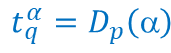 t_q^α = D_p(α)